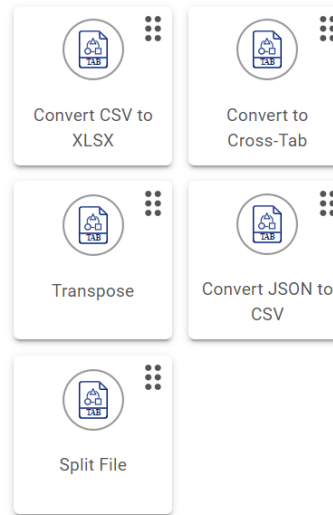 TAB
Convert CSV to
XLSX
TAB
Convert to
Cross-Tab
TAB
Transpose
TAB
Convert JSON to
CSV
TAB
Split File